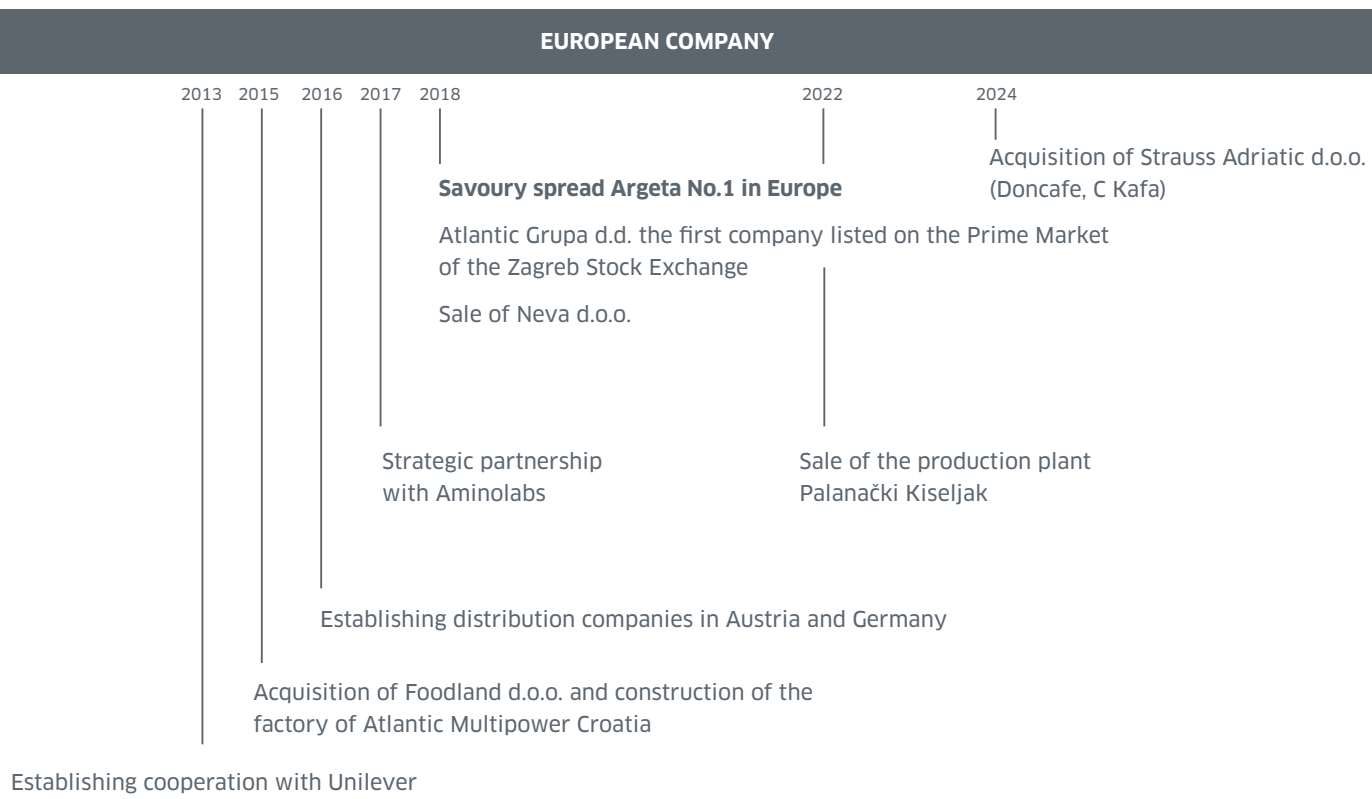 EUROPEAN COMPANY
2013 2015 2016 2017 2018 2022 2024
Acquisition of Strauss Adriatic d.o.o.
(Doncafe, C Kafa)
Savoury spread Argeta No.1 in Europe
Atlantic Grupa d.d. the first company listed on the Prime Market
of the Zagreb Stock Exchange
Sale of Neva d.o.o.
Strategic partnership
with Aminolabs
Sale of the production plant
Palanački Kiseljak
Establishing distribution companies in Austria and Germany
Acquisition of Foodland d.o.o. and construction of the
factory of Atlantic Multipower Croatia
Establishing cooperation with Unilever